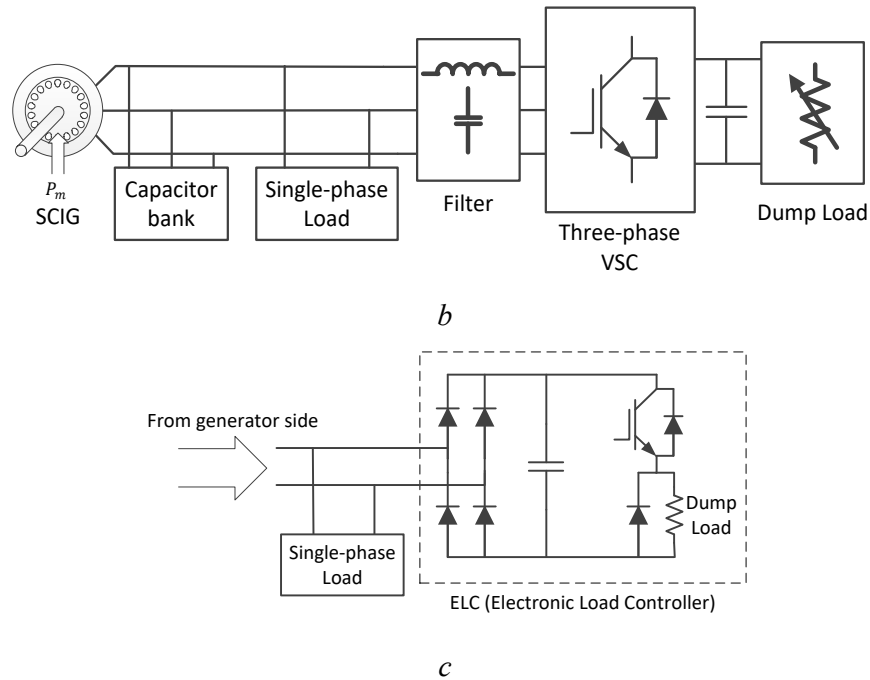 P_m
SCIG
Capacitor
bank
Single-phase
Load
Filter
Three-phase
VSC
Dump Load
b
From generator side
Single-phase
Load
Dump
Load
ELC (Electronic Load Controller)
c